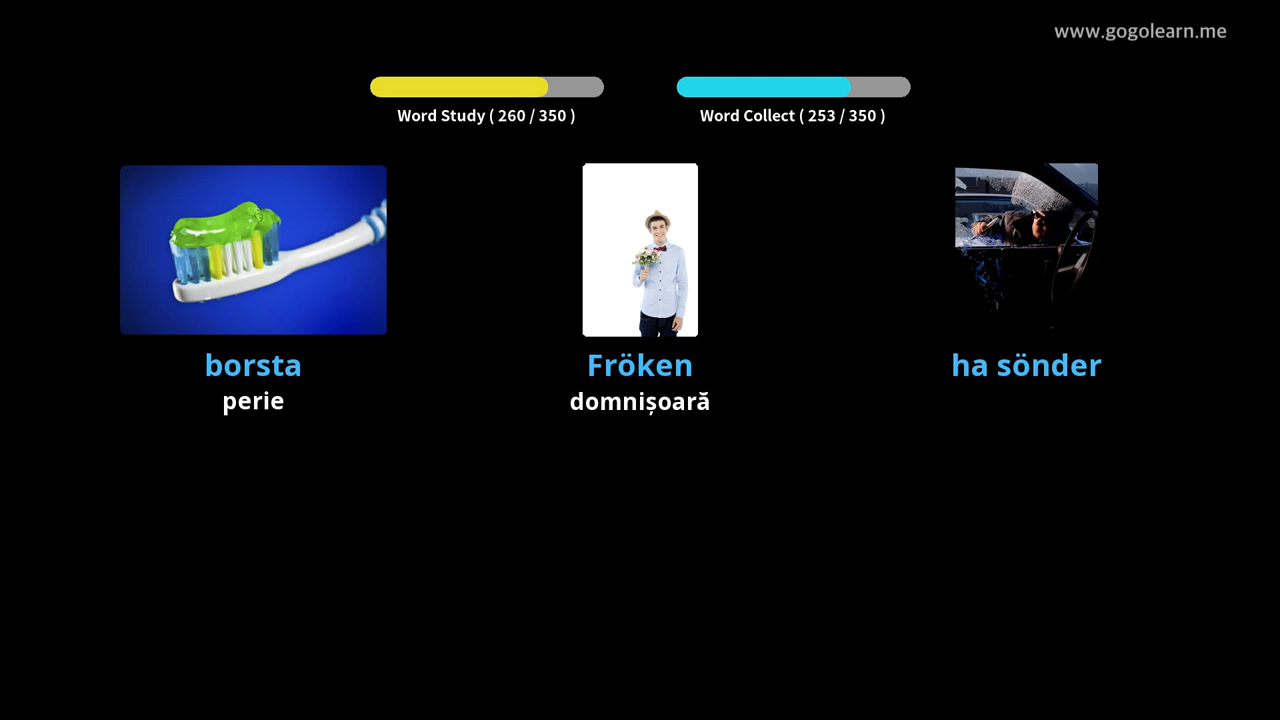 www.gogolearn.me
Word Study ( 260 / 350 )
Word Collect ( 253 / 350 )
borsta
perie
Fröken
domnișoară
ha sönder